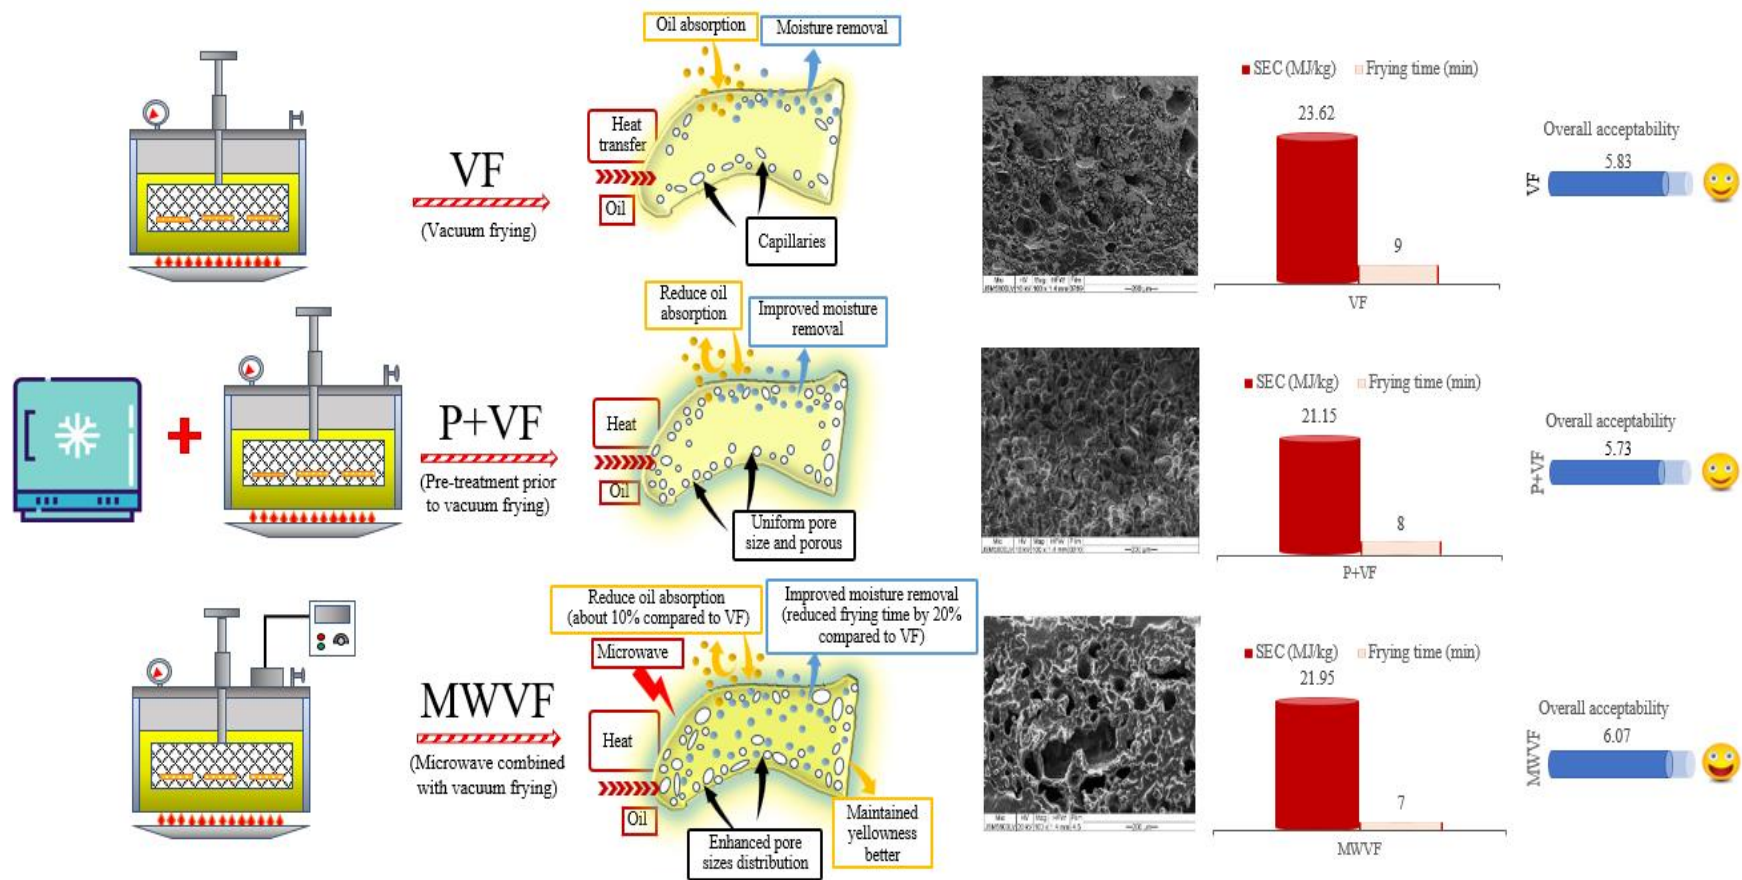 Oil absorption
Moisture removal
Heat
transfer
Oil
VF
(Vacuum frying)
Capillaries
SEC (MJ/kg)
Frying time (min)
23.62
9
VF
Overall acceptability
5.83
VF
Reduce oil
absorption
Improved moisture
removal
Heat
Oil
P+VF
(Pre-treatment prior
to vacuum frying)
Uniform pore
size and porous
SEC (MJ/kg)
Frying time (min)
21.15
8
P+VF
Overall acceptability
5.73
P+VF
Reduce oil absorption
(about 10% compared to VF)
Improved moisture removal
(reduced frying time by 20%
compared to VF)
Microwave
Heat
Oil
MWVF
(Microwave combined
with vacuum frying)
Enhanced pore
sizes distribution
Maintained
yellowness
better
SEC (MJ/kg)
Frying time (min)
21.95
7
MWVF
Overall acceptability
6.07
MWVF